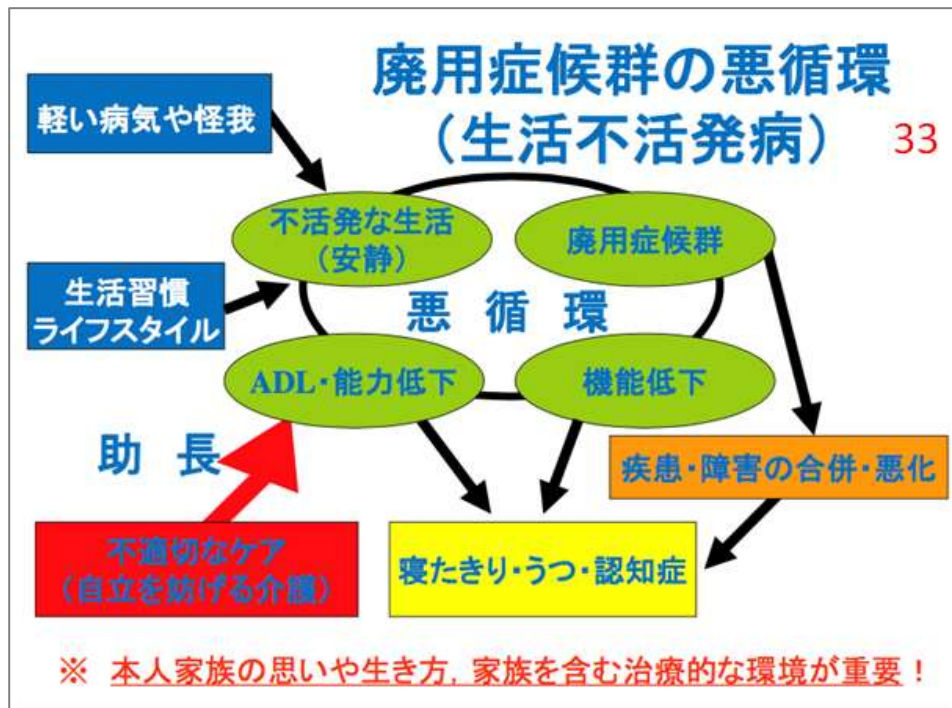 廃用症候群の悪循環
（生活不活発病）
33
軽い病気や怪我
不活発な生活
（安静）
廃用症候群
生活習慣
ライフスタイル
悪循環
ADL・能力低下
機能低下
助長
疾患・障害の合併・悪化
不適切なケア
（自立を妨げる介護）
寝たきり・うつ・認知症
※ 本人家族の思いや生き方，家族を含む治療的な環境が重要！